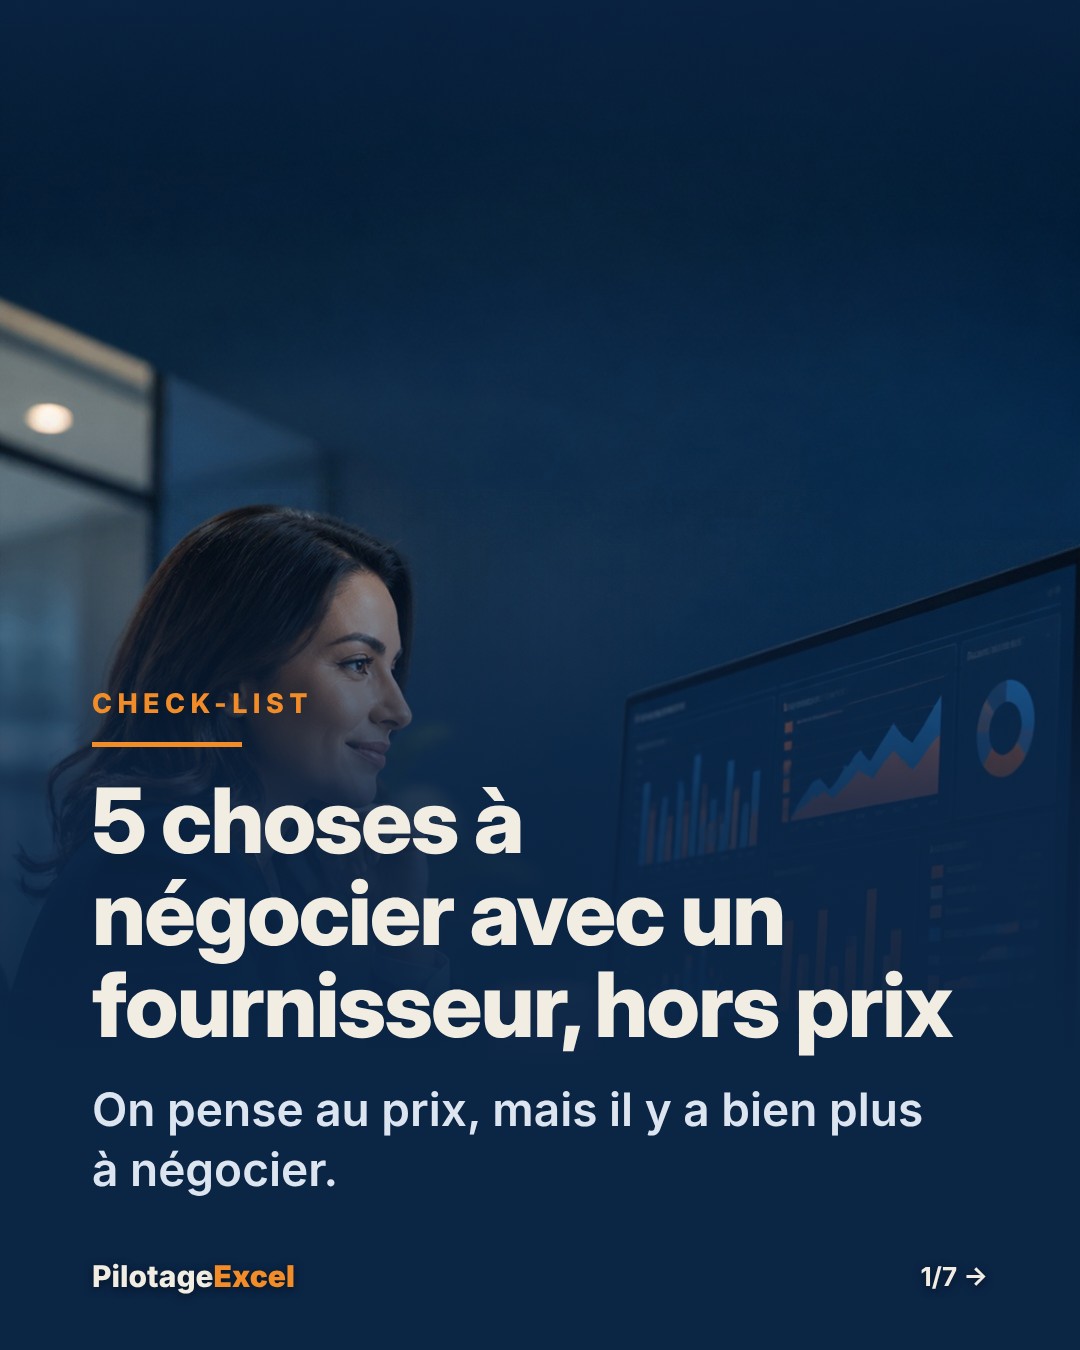 CHECK-LIST
5 choses à
négocier avec un
fournisseur, hors prix
On pense au prix, mais il y a bien plus
à négocier.
PilotageExcel
1/7 →